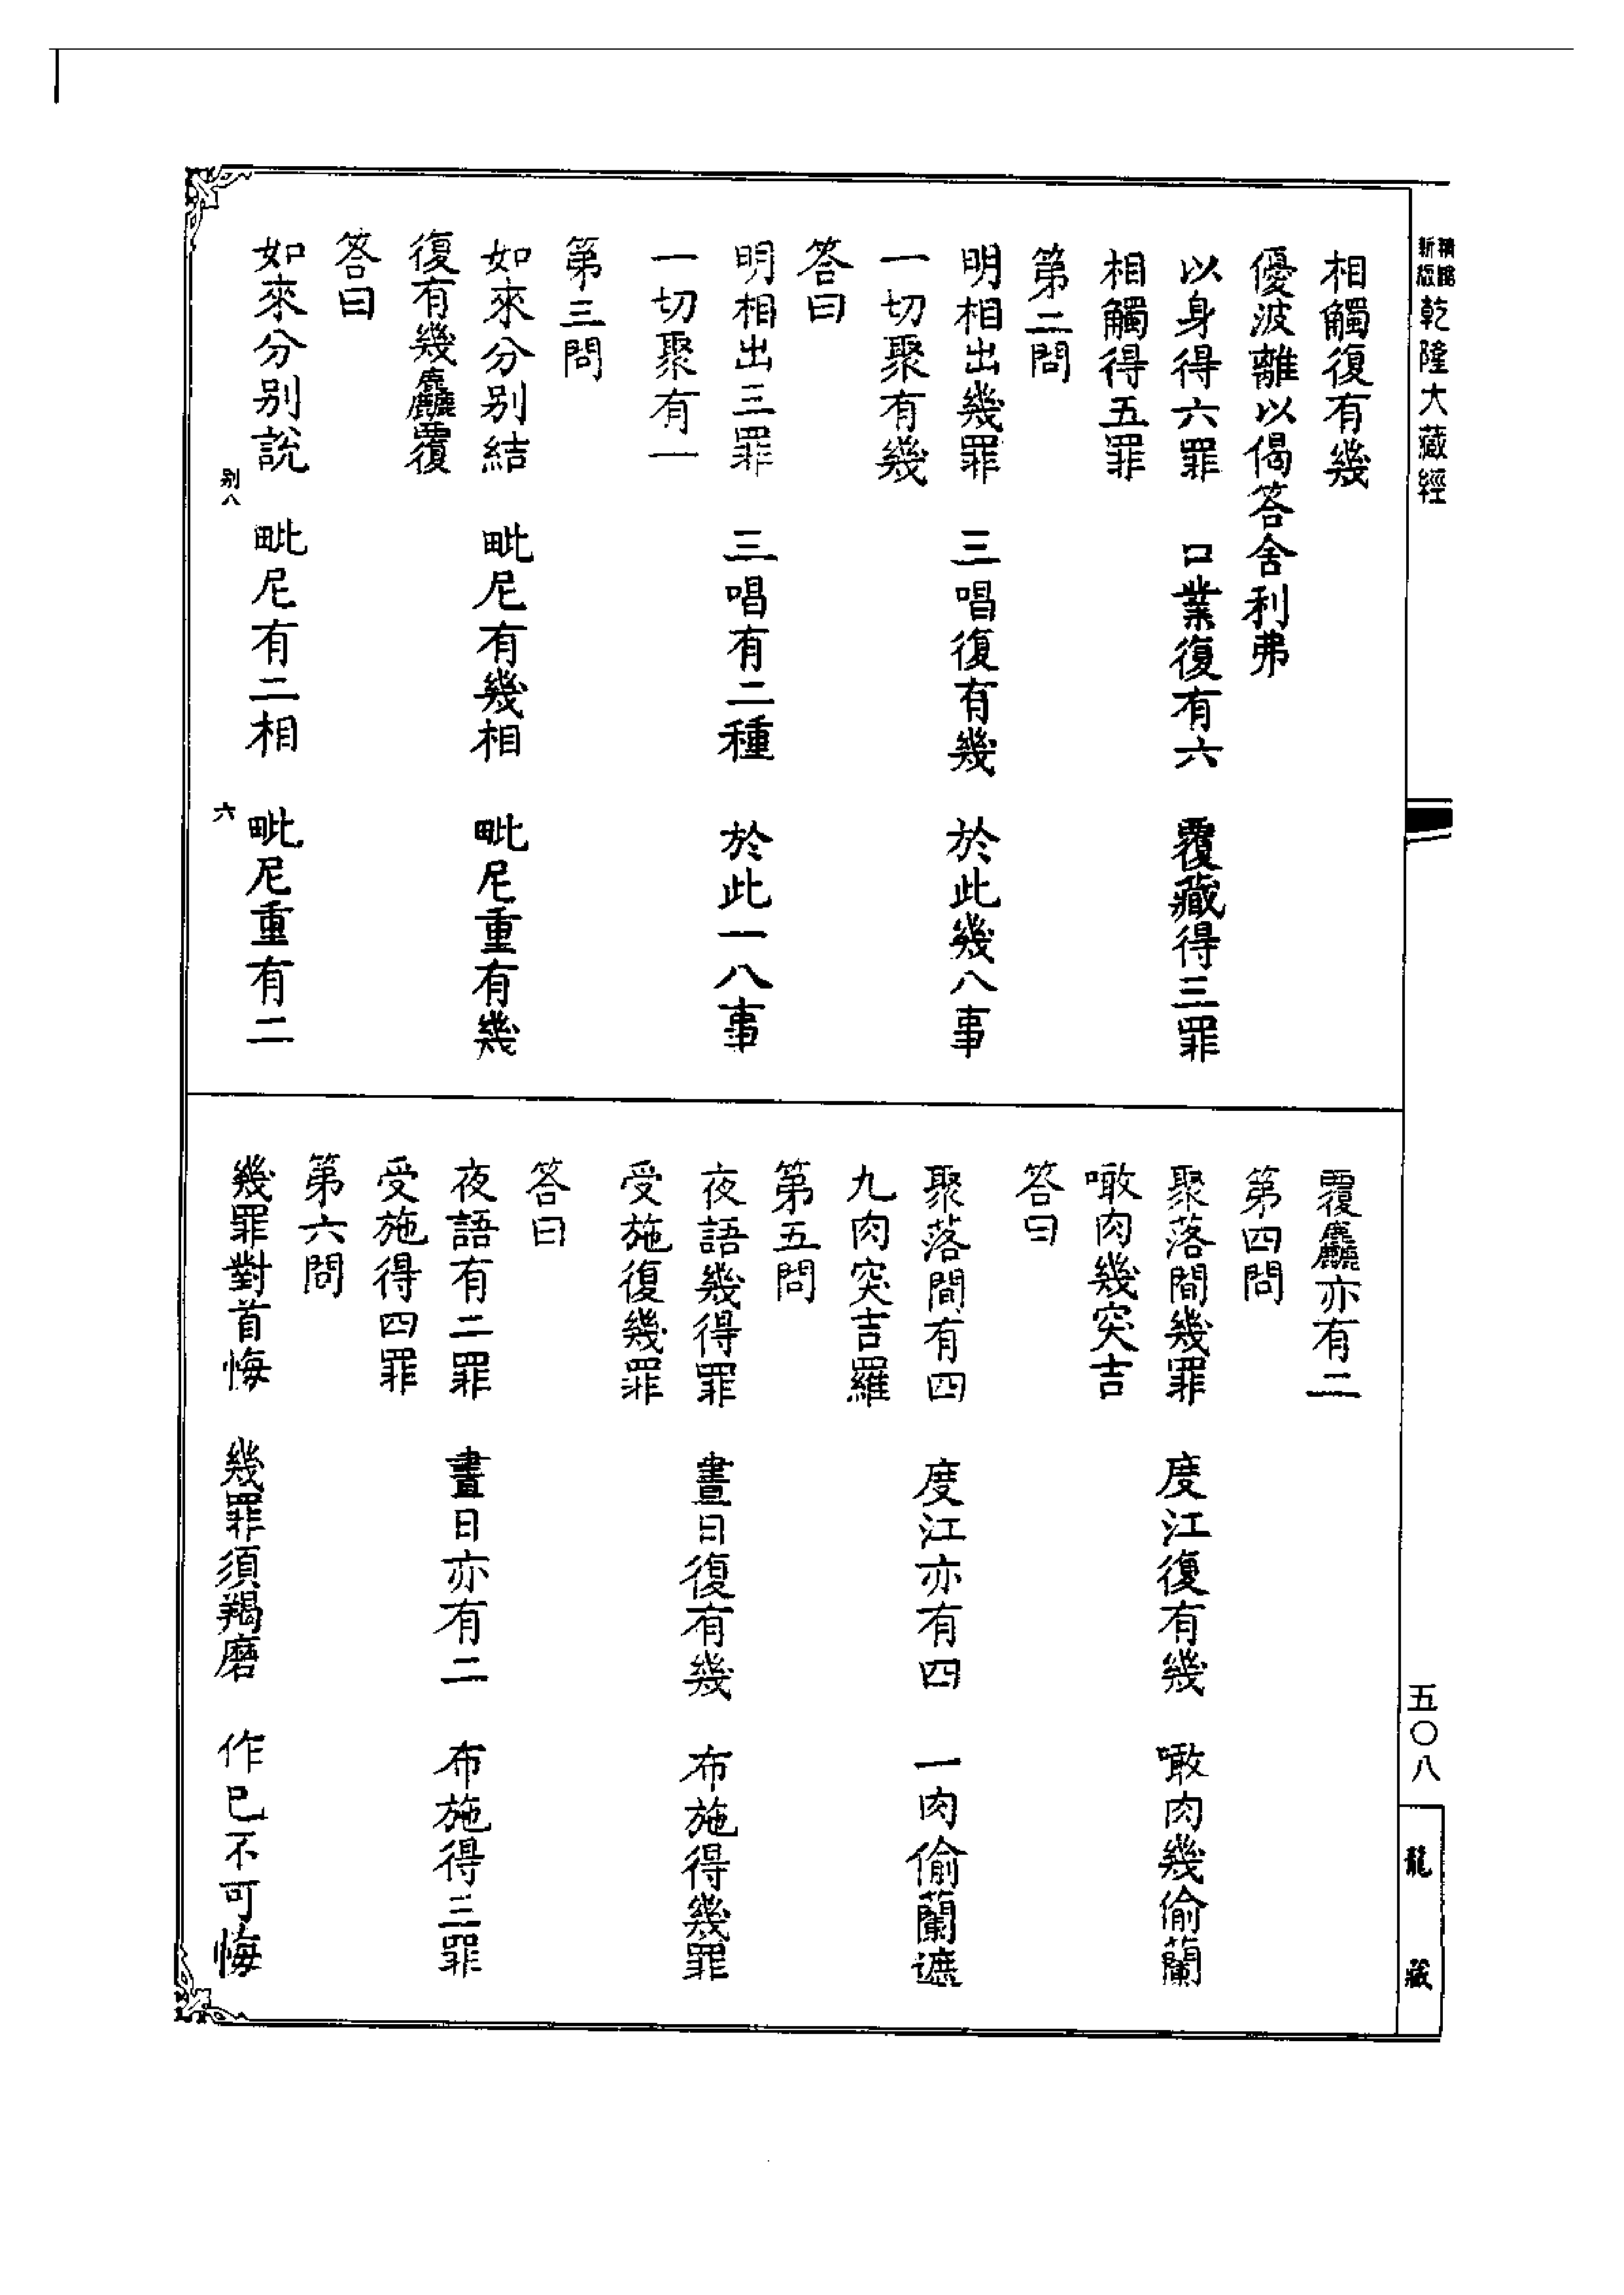 乾隆大藏經
相觸復有幾
優波離以偈答舍利弗
以身得六罪　口業復有六　覆藏得三罪
相觸得五罪
第二問
明相出幾罪　三唱復有幾　於此幾八事
一切聚有幾
答曰
明相出三罪　三唱有二種　於此一八事
一切聚有一
第三問
如來分别結　毗尼有幾相　毗尼重有幾
復有幾麤覆
答曰
如來分别說　毗尼有二相　毗尼重有二
别八　六
覆麤亦有二
第四問
聚落間幾罪　度江復有幾　噉肉幾偷蘭
噉肉幾突吉
答曰
聚落間有四　度江亦有四　一肉偷蘭遮
九肉突吉羅
第五問
夜語幾得罪　晝日復有幾　布施得幾罪
受施復幾罪
答曰
夜語有二罪　晝日亦有二　布施得三罪
受施得四罪
第六問
幾罪對首悔　幾罪須羯磨　作已不可悔
五〇八
龍藏